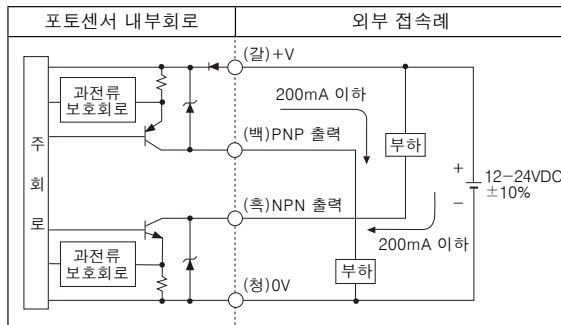 포토센서 내부회로
외부 접속례
(갈)+V
과전류
보호회로
200mA 이하
(백)PNP 출력
부하
주
회
로
+
12-24VDC
±10%
-
(흑)NPN 출력
200mA 이하
과전류
보호회로
부하
(청)0V